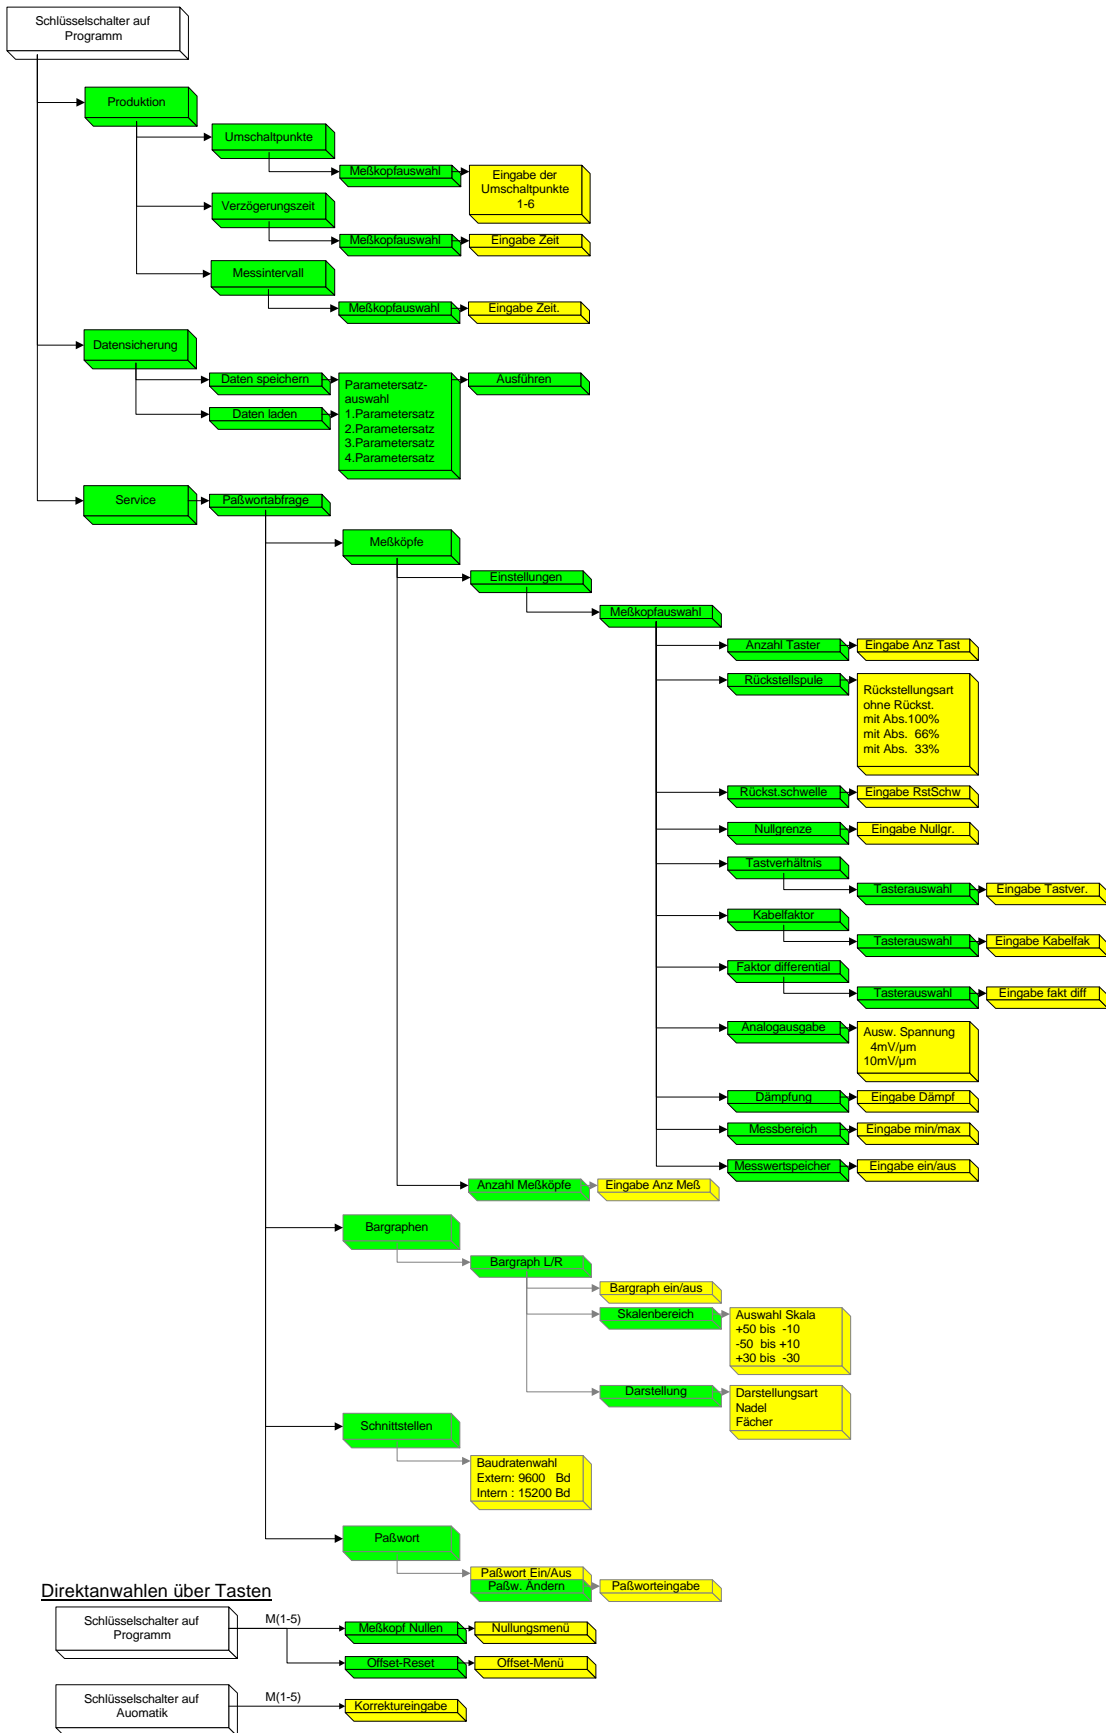 Schlüsselschalter auf
Programm
Produktion
Umschaltpunkte
Meßkopfauswahl
Eingabe der
Umschaltpunkte
1-6
Verzögerungszeit
Meßkopfauswahl
Eingabe Zeit
Messintervall
Meßkopfauswahl
Eingabe Zeit.
Datensicherung
Daten speichern
Parametersatz-
auswahl
1.Parametersatz
2.Parametersatz
3.Parametersatz
4.Parametersatz
Ausführen
Daten laden
Service
Paßwortabfrage
Meßköpfe
Einstellungen
Meßkopfauswahl
Anzahl Taster
Eingabe Anz Tast
Rückstellspule
Rückstellungsart
ohne Rückst.
mit Abs.100%
mit Abs. 66%
mit Abs. 33%
Rückst.schwelle
Eingabe RstSchw
Nullgrenze
Eingabe Nullgr.
Tastverhältnis
Tasterauswahl
Eingabe Tastver.
Kabelfaktor
Tasterauswahl
Eingabe Kabelfak
Faktor differential
Tasterauswahl
Eingabe fakt diff
Analogausgabe
Ausw. Spannung
4mV/µm
10mV/µm
Dämpfung
Eingabe Dämpf
Messbereich
Eingabe min/max
Messwertspeicher
Eingabe ein/aus
Anzahl Meßköpfe
Eingabe Anz Meß
Bargraphen
Bargraph L/R
Bargraph ein/aus
Skalenbereich
Auswahl Skala
+50 bis -10
-50 bis +10
+30 bis -30
Darstellung
Darstellungsart
Nadel
Fächer
Schnittstellen
Baudratenwahl
Extern: 9600 Bd
Intern : 15200 Bd
Paßwort
Paßwort Ein/Aus
Paßw. Ändern
Paßworteingabe
Direktanwahlen über Tasten
Schlüsselschalter auf
Programm
M(1-5)
Meßkopf Nullen
Nullungsmenü
Offset-Reset
Offset-Menü
Schlüsselschalter auf
Auomatik
M(1-5)
Korrektureingabe